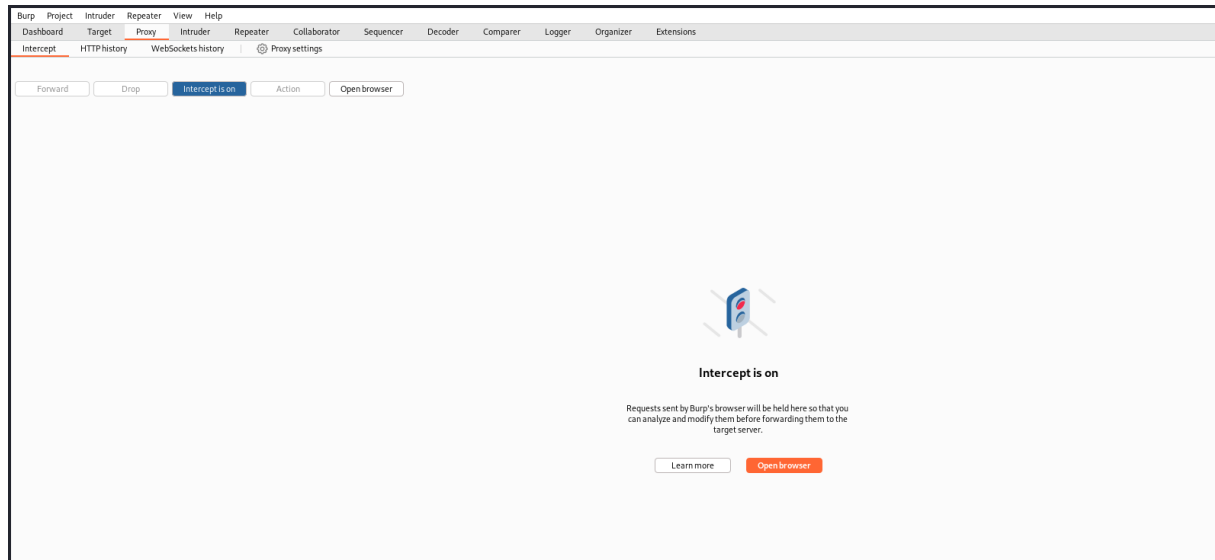 Burp Project Intruder Repeater View Help
Dashboard Target Proxy Intruder Repeater Collaborator Sequencer Decoder Comparer Logger Organizer Extensions
Intercept HTTP history WebSockets history Proxy settings
Forward Drop Intercept is on Action Open browser
Intercept is on
Requests sent by Burp's browser will be held here so that you
can analyze and modify them before forwarding them to the
target server.
Learn more Open browser